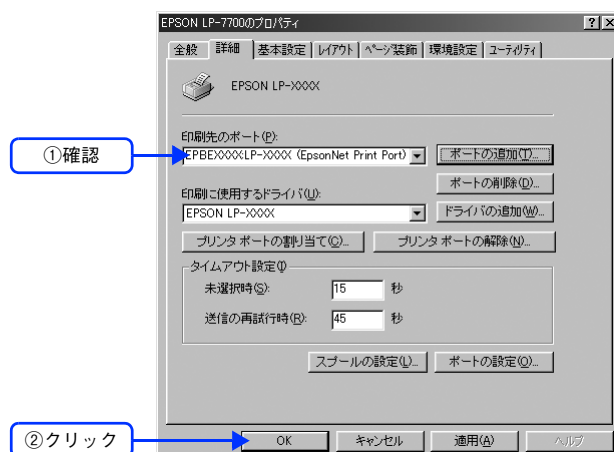 EPSON LP-7700のプロパティ
全般 詳細 基本設定 レイアウト ページ装飾 環境設定 ユーティリティ
EPSON LP-XXXX
印刷先のポート(P):
①確認
EPBEXXXX:LP-XXXX (EpsonNet Print Port)
ポートの追加(T)...
ポートの削除(D)...
印刷に使用するドライバ(U):
EPSON LP-XXXX
ドライバの追加(W)...
プリンタ ポートの割り当て(C)...
プリンタ ポートの解除(N)...
タイムアウト設定
未選択時(S): 15 秒
送信の再試行時(R): 45 秒
スプールの設定(L)...
ポートの設定(O)...
②クリック
OK キャンセル 適用(A) ヘルプ